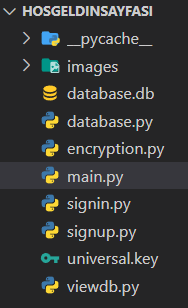 HOSGELDINSAYFASI
__pycache__
images
database.db
database.py
encryption.py
main.py
signin.py
signup.py
universal.key
viewdb.py